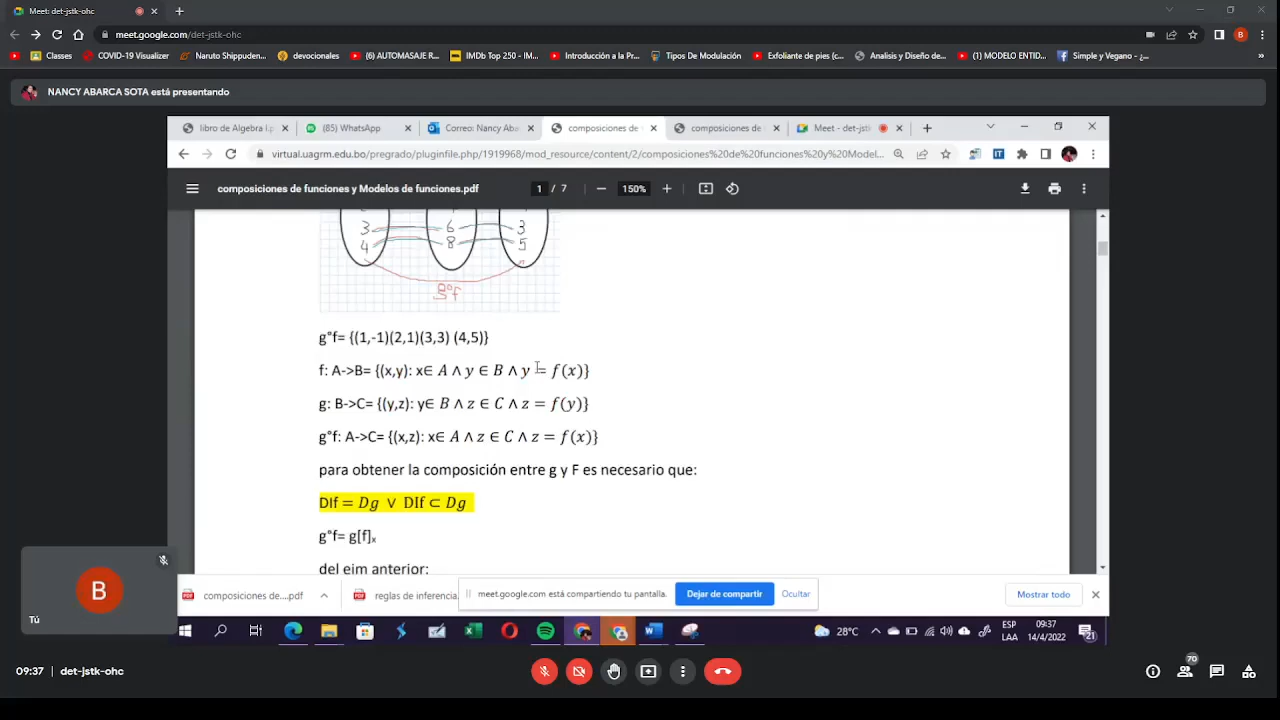 Meet: det-jstk-ohc
meet.google.com/det-jstk-ohc
Classes
COVID-19 Visualizer
Naruto Shippuden...
devocionales
(6) AUTOMASAJE R...
IMDb Top 250 - IM...
Introducción a la Pr...
Tipos De Modulación
Exfoliante de pies (c...
Analisis y Diseño de...
(1) MODELO ENTID...
Simple y Vegano - ¿...
»
NANCY ABARCA SOTA está presentando
libro de Algebra I.p
(85) WhatsApp
Correo: Nancy Aba
composiciones de
composiciones de
Meet - det-jst
virtual.uagrm.edu.bo/pregrado/pluginfile.php/1919968/mod_resource/content/2/composiciones%20de%20funciones%20y%20Model...
composiciones de funciones y Modelos de funciones.pdf
1 / 7
150%
3 6 3
4 8 5
g°f
g°f= {(1,-1)(2,1)(3,3) (4,5)}
f: A->B= {(x,y): x∈ A ∧ y ∈ B ∧ y = f(x)}
g: B->C= {(y,z): y∈ B ∧ z ∈ C ∧ z = f(y)}
g°f: A->C= {(x,z): x∈ A ∧ z ∈ C ∧ z = f(x)}
para obtener la composición entre g y F es necesario que:
DIf = Dg ∨ DIf ⊂ Dg
g°f= g[f]ₓ
del eim anterior:
B
Tú
composiciones de....pdf
reglas de inferencia.
meet.google.com está compartiendo tu pantalla.
Dejar de compartir
Ocultar
Mostrar todo
28°C
ESP
LAA
09:37
14/4/2022
21
09:37 | det-jstk-ohc
70